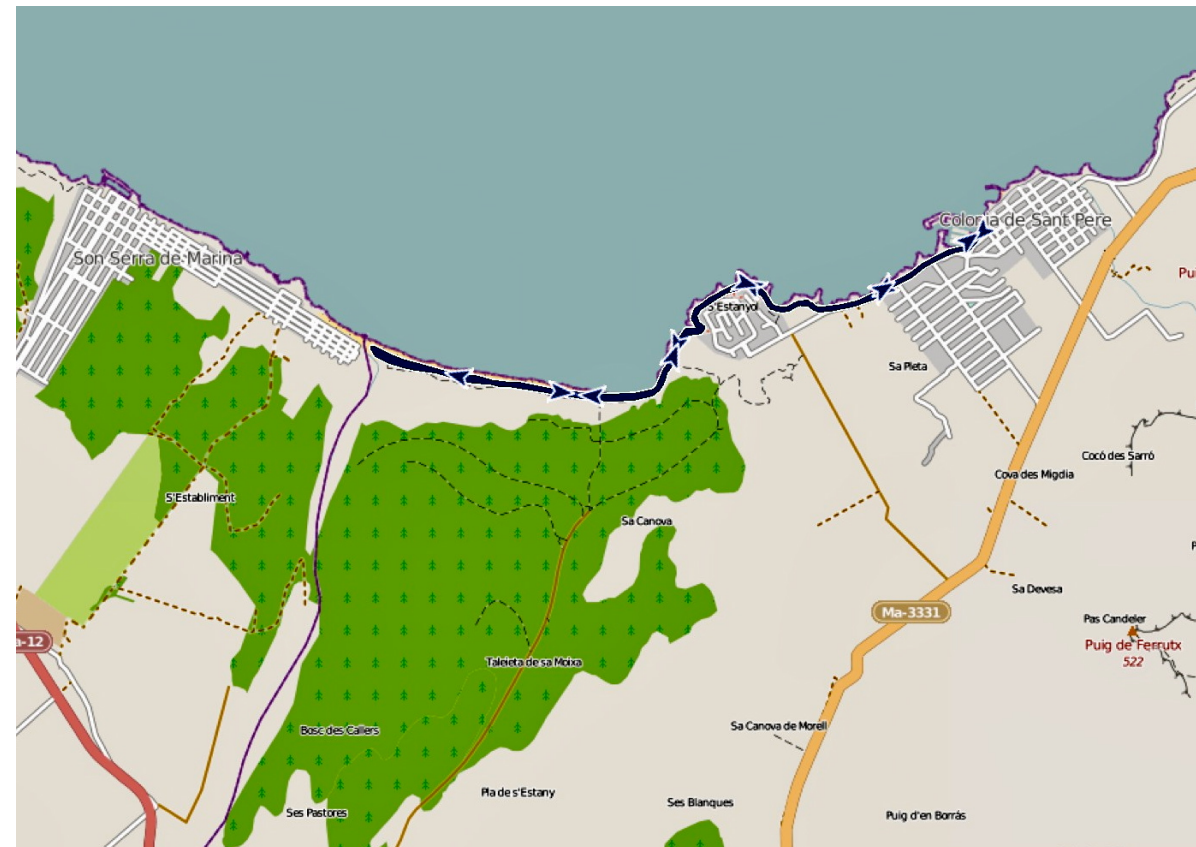 Colonia de Sant Pere
Son Serra de Marina
Pu
S'Estanyol
Sa Pleta
Cocó des Sarró
Cova des Migdia
S'Establiment
Sa Canova
P
Sa Devesa
Ma-3331
Pas Candeler
a-12
Puig de Ferrutx
522
Taleieta de sa Moixa
Sa Canova de Morell
Bosc des Callers
Pla de s'Estany
Ses Blanques
Ses Pastores
Puig d'en Borrás